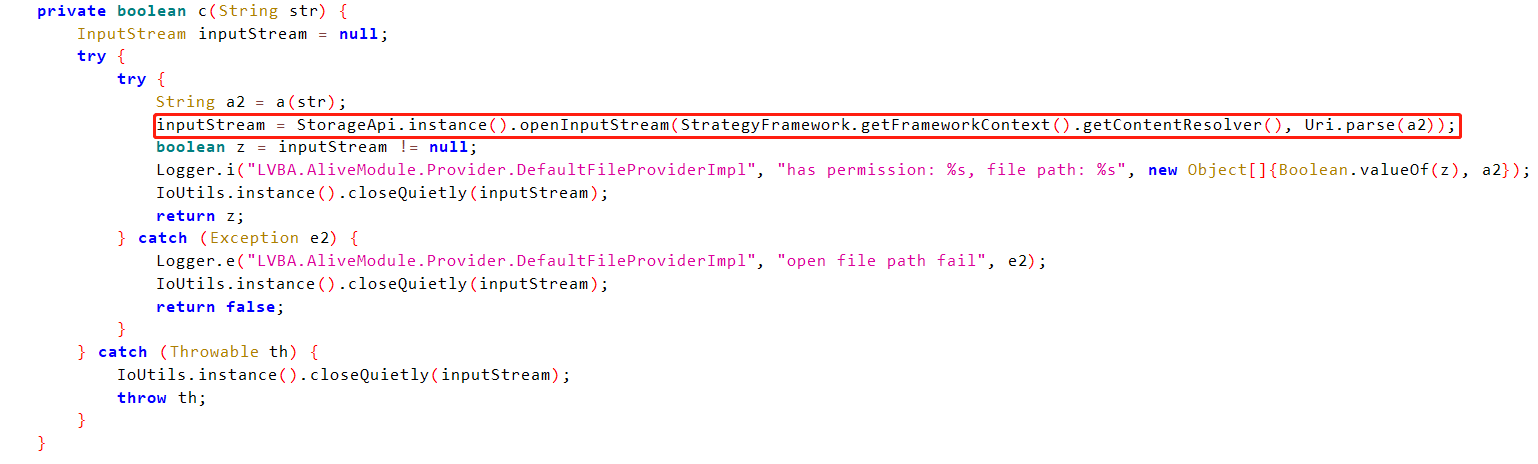 private boolean c(String str) {
InputStream inputStream = null;
try {
try {
String a2 = a(str);
inputStream = StorageApi.instance().openInputStream(StrategyFramework.getFrameworkContext().getContentResolver(), Uri.parse(a2));
boolean z = inputStream != null;
Logger.i("LVBA.AliveModule.Provider.DefaultFileProviderImpl", "has permission: %s, file path: %s", new Object[]{Boolean.valueOf(z), a2});
IoUtils.instance().closeQuietly(inputStream);
return z;
} catch (Exception e2) {
Logger.e("LVBA.AliveModule.Provider.DefaultFileProviderImpl", "open file path fail", e2);
IoUtils.instance().closeQuietly(inputStream);
return false;
}
} catch (Throwable th) {
IoUtils.instance().closeQuietly(inputStream);
throw th;
}
}